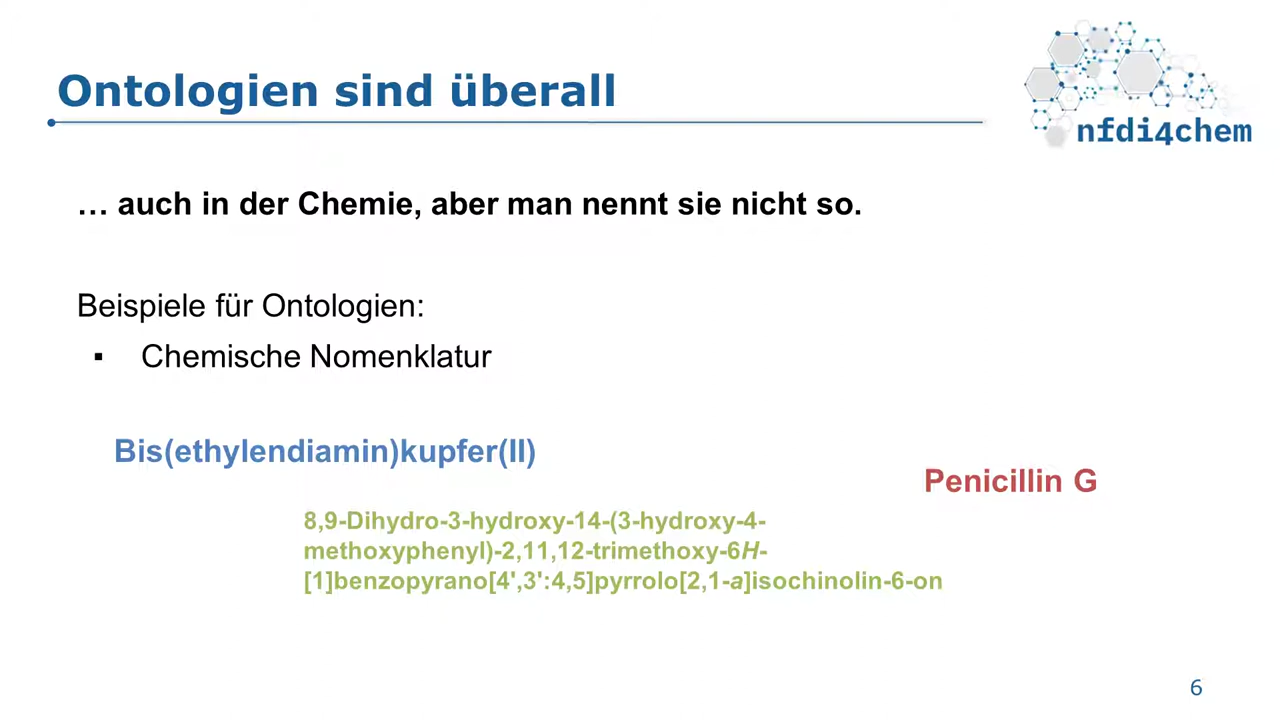 Ontologien sind überall
nfdi4chem
… auch in der Chemie, aber man nennt sie nicht so.
Beispiele für Ontologien:
▪ Chemische Nomenklatur
Bis(ethylendiamin)kupfer(II)
Penicillin G
8,9-Dihydro-3-hydroxy-14-(3-hydroxy-4-
methoxyphenyl)-2,11,12-trimethoxy-6H-
[1]benzopyrano[4',3':4,5]pyrrolo[2,1-a]isochinolin-6-on
6